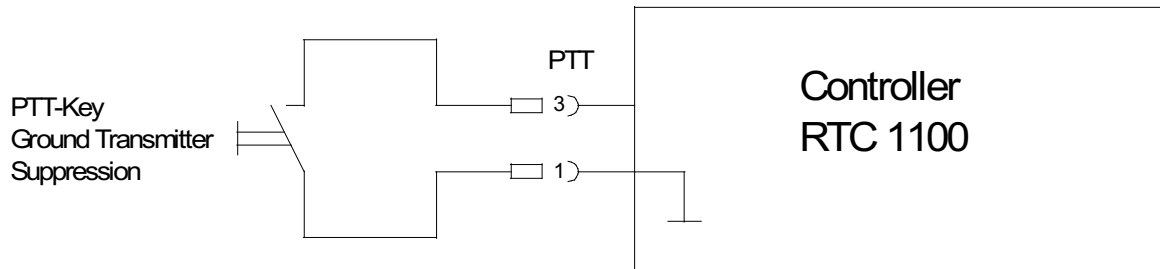 PTT
PTT-Key
Ground Transmitter
Suppression
3
1
Controller
RTC 1100